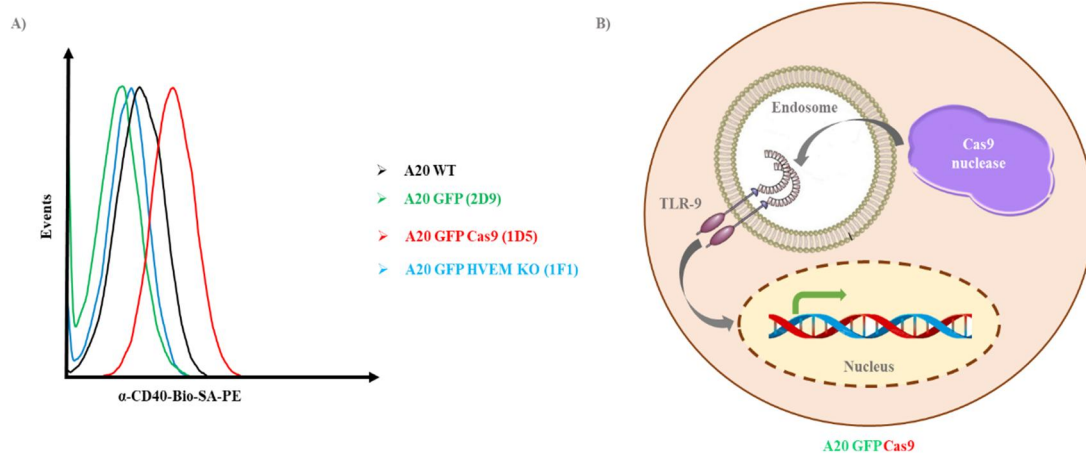 A)
Events
α-CD40-Bio-SA-PE
A20 WT
A20 GFP (2D9)
A20 GFP Cas9 (1D5)
A20 GFP HVEM KO (1F1)
B)
Endosome
Cas9
nuclease
TLR-9
Nucleus
A20 GFP Cas9